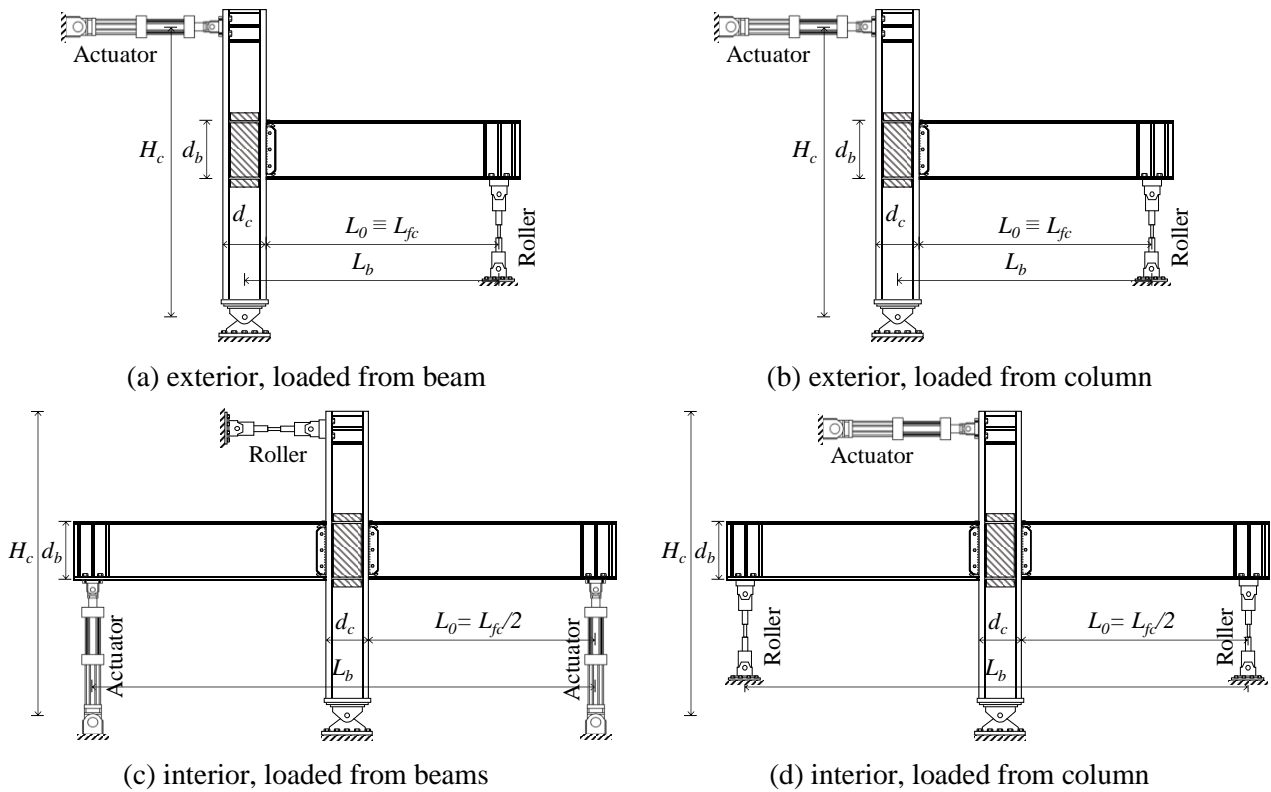 Actuator
H_c
d_b
d_c
L_0 ≡ L_fc
L_b
Roller
(a) exterior, loaded from beam
Actuator
H_c
d_b
d_c
L_0 ≡ L_fc
L_b
Roller
(b) exterior, loaded from column
Roller
H_c
d_b
d_c
L_0= L_fc/2
L_b
Actuator
Actuator
(c) interior, loaded from beams
Actuator
H_c
d_b
d_c
L_0= L_fc/2
L_b
Roller
Roller
(d) interior, loaded from column